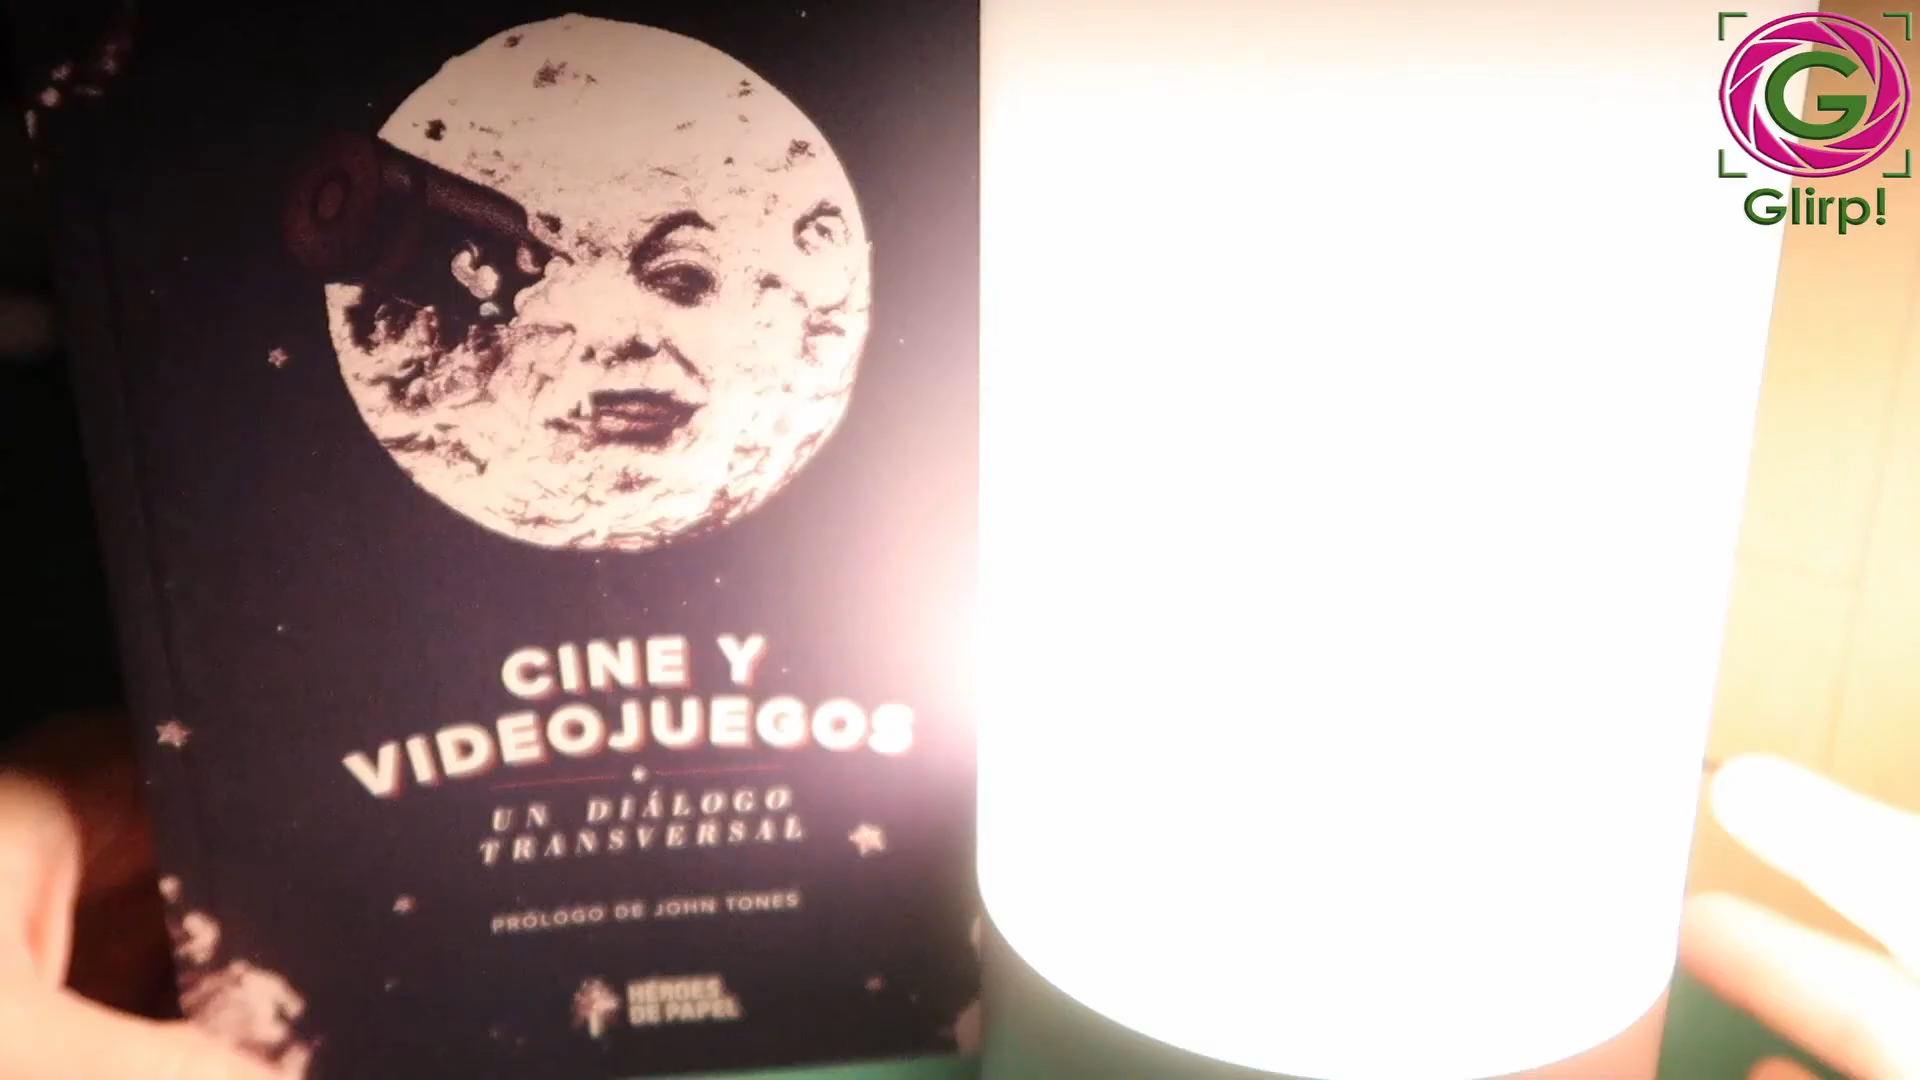 CINE Y
VIDEOJUEGOS
UN DIÁLOGO
TRANSVERSAL
PRÓLOGO DE JOHN TONES
HÉROES
DE PAPEL
G
Glirp!